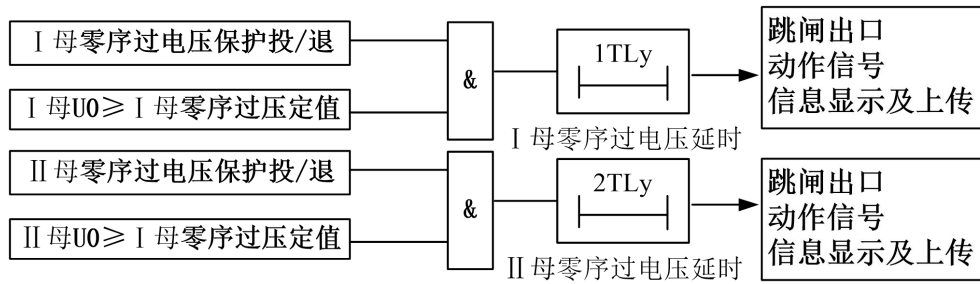 Ⅰ母零序过电压保护投/退
Ⅰ母U0≥Ⅰ母零序过压定值
&
1TLy
Ⅰ母零序过电压延时
跳闸出口
动作信号
信息显示及上传
Ⅱ母零序过电压保护投/退
Ⅱ母U0≥Ⅰ母零序过压定值
&
2TLy
Ⅱ母零序过电压延时
跳闸出口
动作信号
信息显示及上传